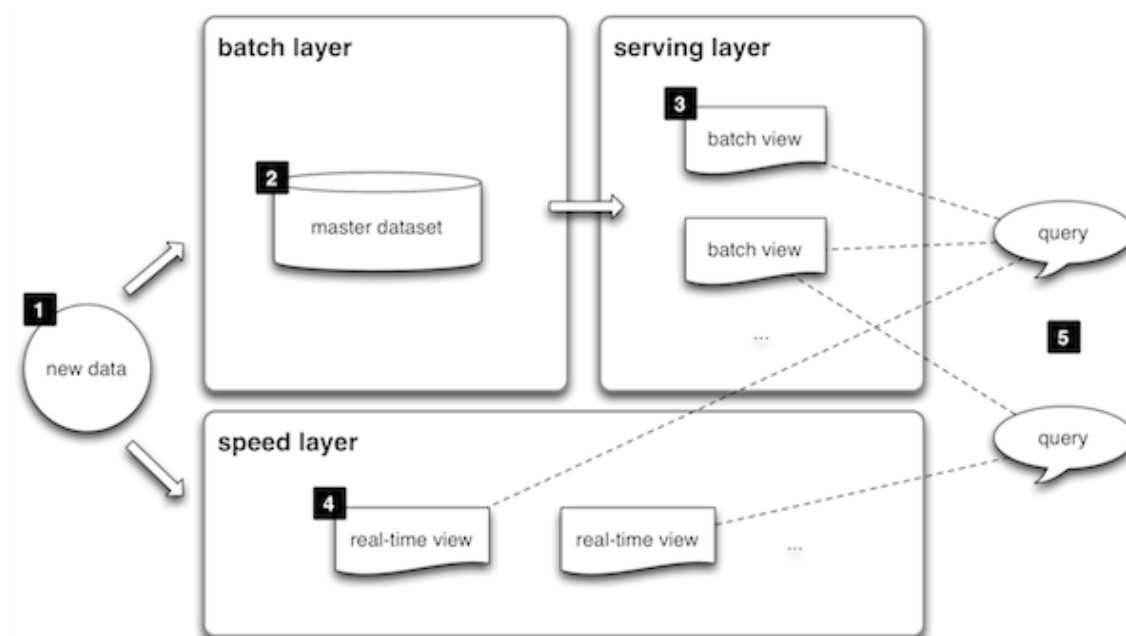 batch layer
serving layer
3
batch view
2
master dataset
batch view
query
1
new data
...
5
speed layer
query
4
real-time view
real-time view
...